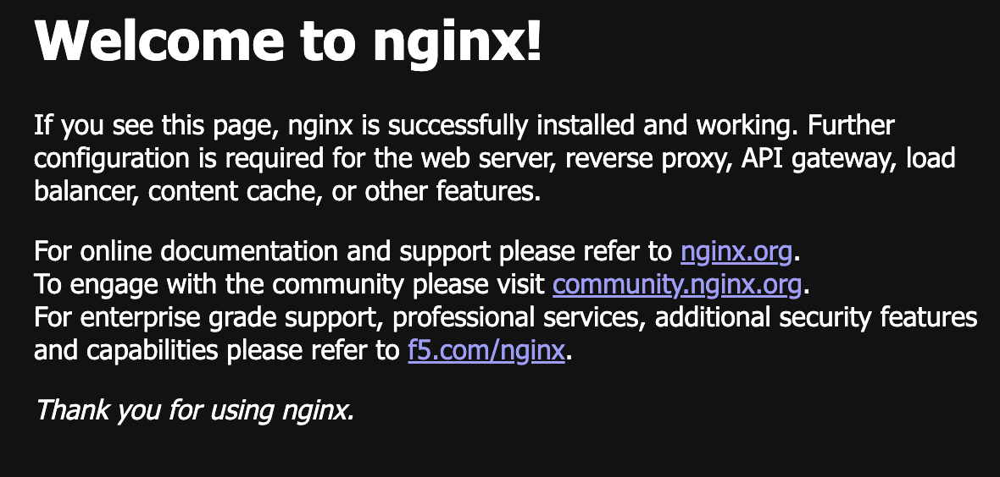 Welcome to nginx!
If you see this page, nginx is successfully installed and working. Further
configuration is required for the web server, reverse proxy, API gateway, load
balancer, content cache, or other features.
For online documentation and support please refer to nginx.org.
To engage with the community please visit community.nginx.org.
For enterprise grade support, professional services, additional security features
and capabilities please refer to f5.com/nginx.
Thank you for using nginx.